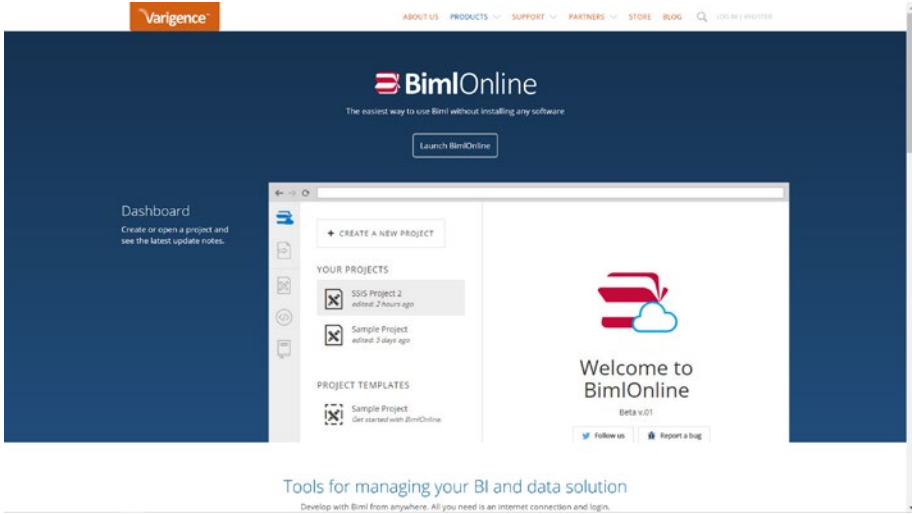 Varigence
ABOUT US PRODUCTS SUPPORT PARTNERS STORE BLOG LOG IN | REGISTER
BimlOnline
The easiest way to use Biml without installing any software
Launch BimlOnline
Dashboard
Create or open a project and
see the latest update notes.
+ CREATE A NEW PROJECT
YOUR PROJECTS
SSIS Project 2
edited: 2 hours ago
Sample Project
edited: 5 days ago
PROJECT TEMPLATES
Sample Project
Get started with BimlOnline.
Welcome to
BimlOnline
Beta v.01
Follow us Report a bug
Tools for managing your BI and data solution
Develop with Biml from anywhere. All you need is an internet connection and login.